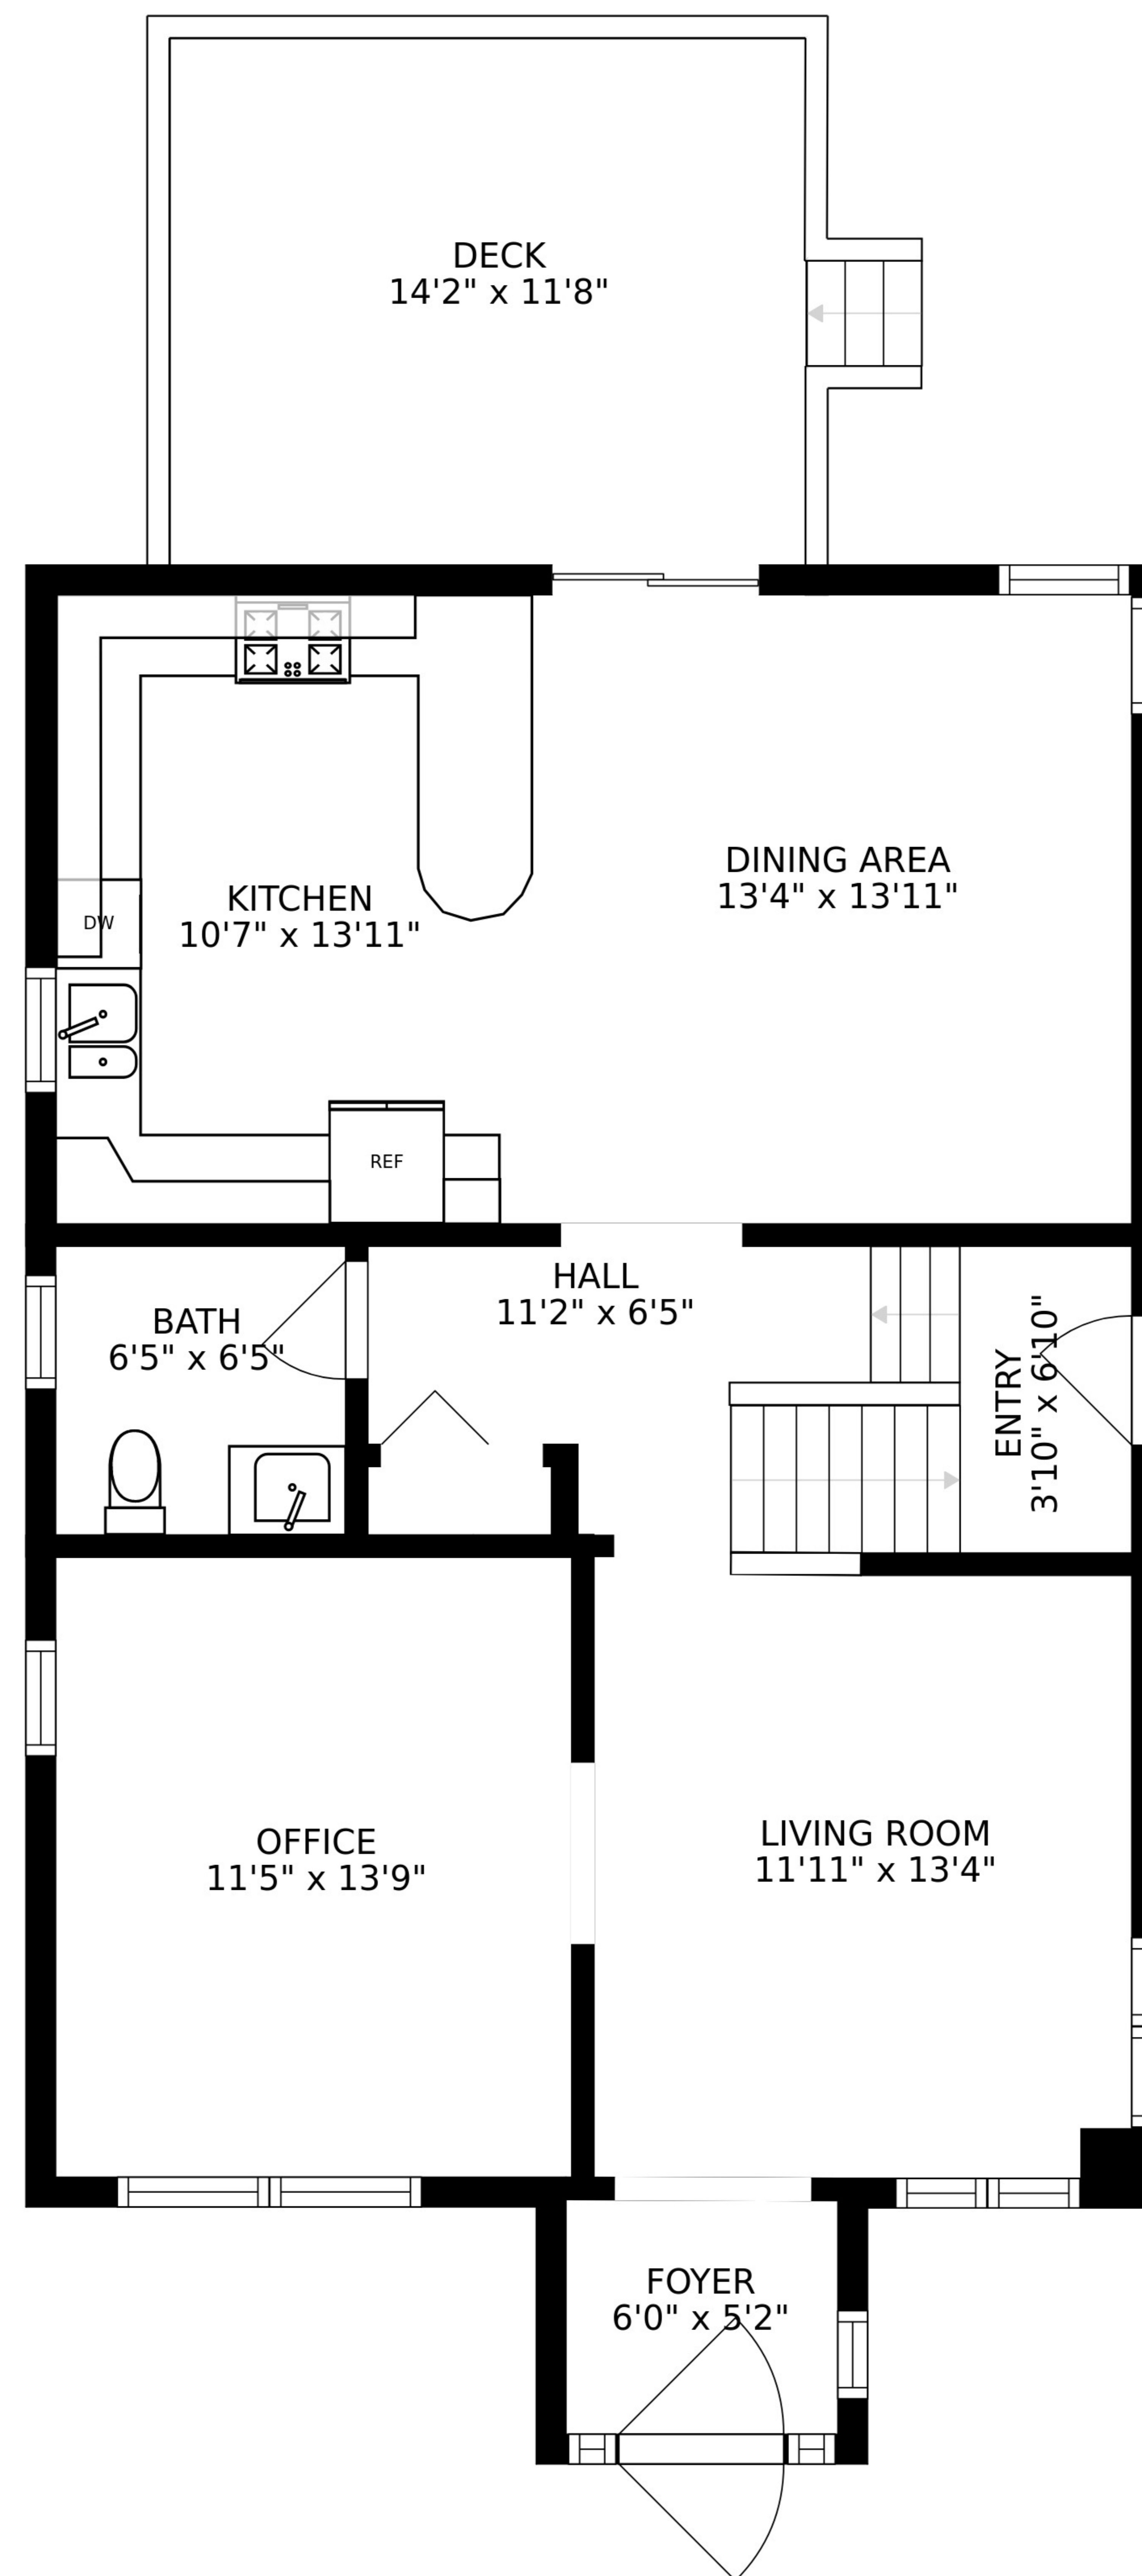 DECK
14'2" x 11'8"
DINING AREA
13'4" x 13'11"
KITCHEN
10'7" x 13'11"
DW
REF
HALL
11'2" x 6'5"
BATH
6'5" x 6'5"
ENTRY
3'10" x 6'10"
OFFICE
11'5" x 13'9"
LIVING ROOM
11'11" x 13'4"
FOYER
6'0" x 5'2"